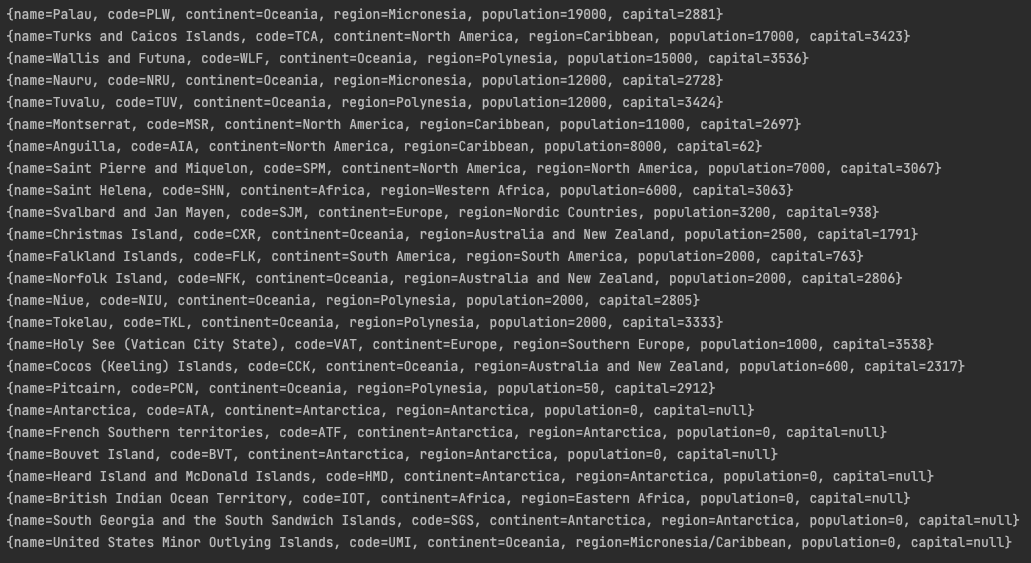 {name=Palau, code=PLW, continent=Oceania, region=Micronesia, population=19000, capital=2881}
{name=Turks and Caicos Islands, code=TCA, continent=North America, region=Caribbean, population=17000, capital=3423}
{name=Wallis and Futuna, code=WLF, continent=Oceania, region=Polynesia, population=15000, capital=3536}
{name=Nauru, code=NRU, continent=Oceania, region=Micronesia, population=12000, capital=2728}
{name=Tuvalu, code=TUV, continent=Oceania, region=Polynesia, population=12000, capital=3424}
{name=Montserrat, code=MSR, continent=North America, region=Caribbean, population=11000, capital=2697}
{name=Anguilla, code=AIA, continent=North America, region=Caribbean, population=8000, capital=62}
{name=Saint Pierre and Miquelon, code=SPM, continent=North America, region=North America, population=7000, capital=3067}
{name=Saint Helena, code=SHN, continent=Africa, region=Western Africa, population=6000, capital=3063}
{name=Svalbard and Jan Mayen, code=SJM, continent=Europe, region=Nordic Countries, population=3200, capital=938}
{name=Christmas Island, code=CXR, continent=Oceania, region=Australia and New Zealand, population=2500, capital=1791}
{name=Falkland Islands, code=FLK, continent=South America, region=South America, population=2000, capital=763}
{name=Norfolk Island, code=NFK, continent=Oceania, region=Australia and New Zealand, population=2000, capital=2806}
{name=Niue, code=NIU, continent=Oceania, region=Polynesia, population=2000, capital=2805}
{name=Tokelau, code=TKL, continent=Oceania, region=Polynesia, population=2000, capital=3333}
{name=Holy See (Vatican City State), code=VAT, continent=Europe, region=Southern Europe, population=1000, capital=3538}
{name=Cocos (Keeling) Islands, code=CCK, continent=Oceania, region=Australia and New Zealand, population=600, capital=2317}
{name=Pitcairn, code=PCN, continent=Oceania, region=Polynesia, population=50, capital=2912}
{name=Antarctica, code=ATA, continent=Antarctica, region=Antarctica, population=0, capital=null}
{name=French Southern territories, code=ATF, continent=Antarctica, region=Antarctica, population=0, capital=null}
{name=Bouvet Island, code=BVT, continent=Antarctica, region=Antarctica, population=0, capital=null}
{name=Heard Island and McDonald Islands, code=HMD, continent=Antarctica, region=Antarctica, population=0, capital=null}
{name=British Indian Ocean Territory, code=IOT, continent=Africa, region=Eastern Africa, population=0, capital=null}
{name=South Georgia and the South Sandwich Islands, code=SGS, continent=Antarctica, region=Antarctica, population=0, capital=null}
{name=United States Minor Outlying Islands, code=UMI, continent=Oceania, region=Micronesia/Caribbean, population=0, capital=null}